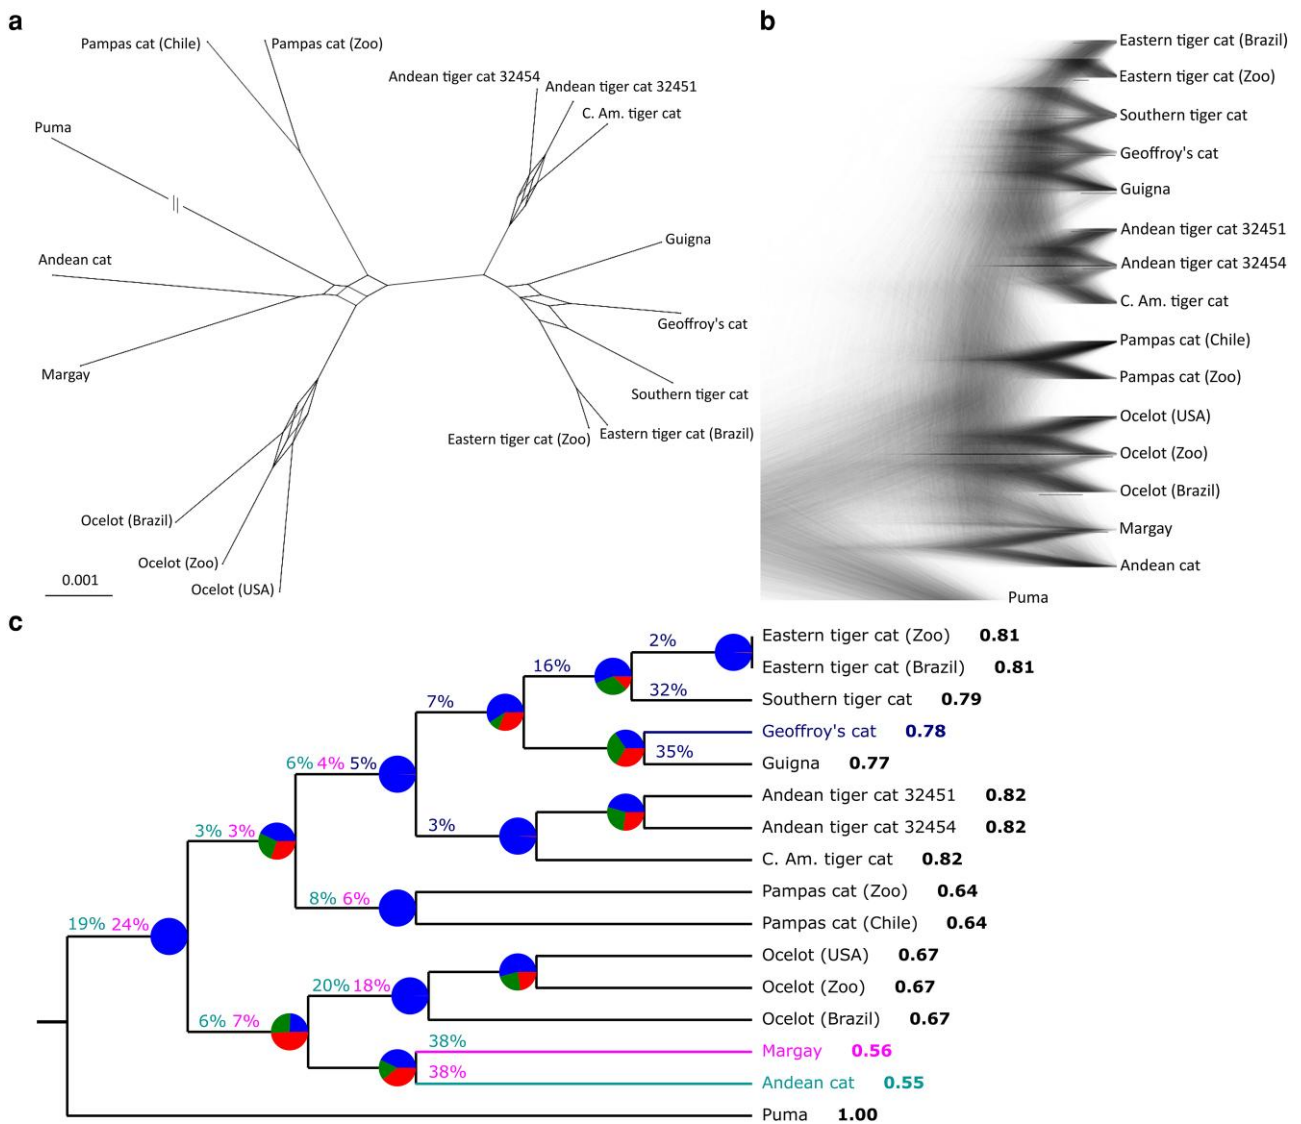 a
Pampas cat (Chile)
Pampas cat (Zoo)
Andean tiger cat 32454
Andean tiger cat 32451
C. Am. tiger cat
Puma
Guigna
Andean cat
Geoffroy's cat
Margay
Southern tiger cat
Eastern tiger cat (Zoo)
Eastern tiger cat (Brazil)
Ocelot (Brazil)
Ocelot (Zoo)
Ocelot (USA)
0.001
b
Eastern tiger cat (Brazil)
Eastern tiger cat (Zoo)
Southern tiger cat
Geoffroy's cat
Guigna
Andean tiger cat 32451
Andean tiger cat 32454
C. Am. tiger cat
Pampas cat (Chile)
Pampas cat (Zoo)
Ocelot (USA)
Ocelot (Zoo)
Ocelot (Brazil)
Margay
Andean cat
Puma
c
2%
Eastern tiger cat (Zoo) 0.81
16%
Eastern tiger cat (Brazil) 0.81
32%
Southern tiger cat 0.79
7%
Geoffroy's cat 0.78
35%
Guigna 0.77
6% 4% 5%
Andean tiger cat 32451 0.82
3% 3%
3%
Andean tiger cat 32454 0.82
C. Am. tiger cat 0.82
8% 6%
Pampas cat (Zoo) 0.64
19% 24%
Pampas cat (Chile) 0.64
Ocelot (USA) 0.67
20% 18%
Ocelot (Zoo) 0.67
6% 7%
Ocelot (Brazil) 0.67
38%
Margay 0.56
38%
Andean cat 0.55
Puma 1.00